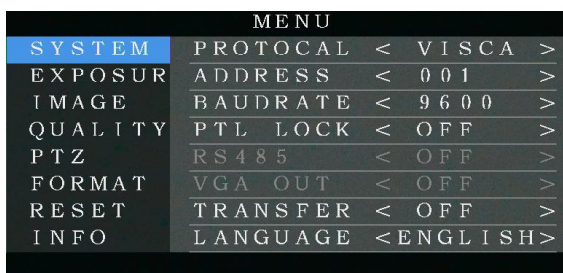 MENU
SYSTEM PROTOCAL < VISCA >
EXPOSUR ADDRESS < 001 >
IMAGE BAUDRATE < 9600 >
QUALITY PTL LOCK < OFF >
PTZ RS485 < OFF >
FORMAT VGA OUT < OFF >
RESET TRANSFER < OFF >
INFO LANGUAGE <ENGLISH>